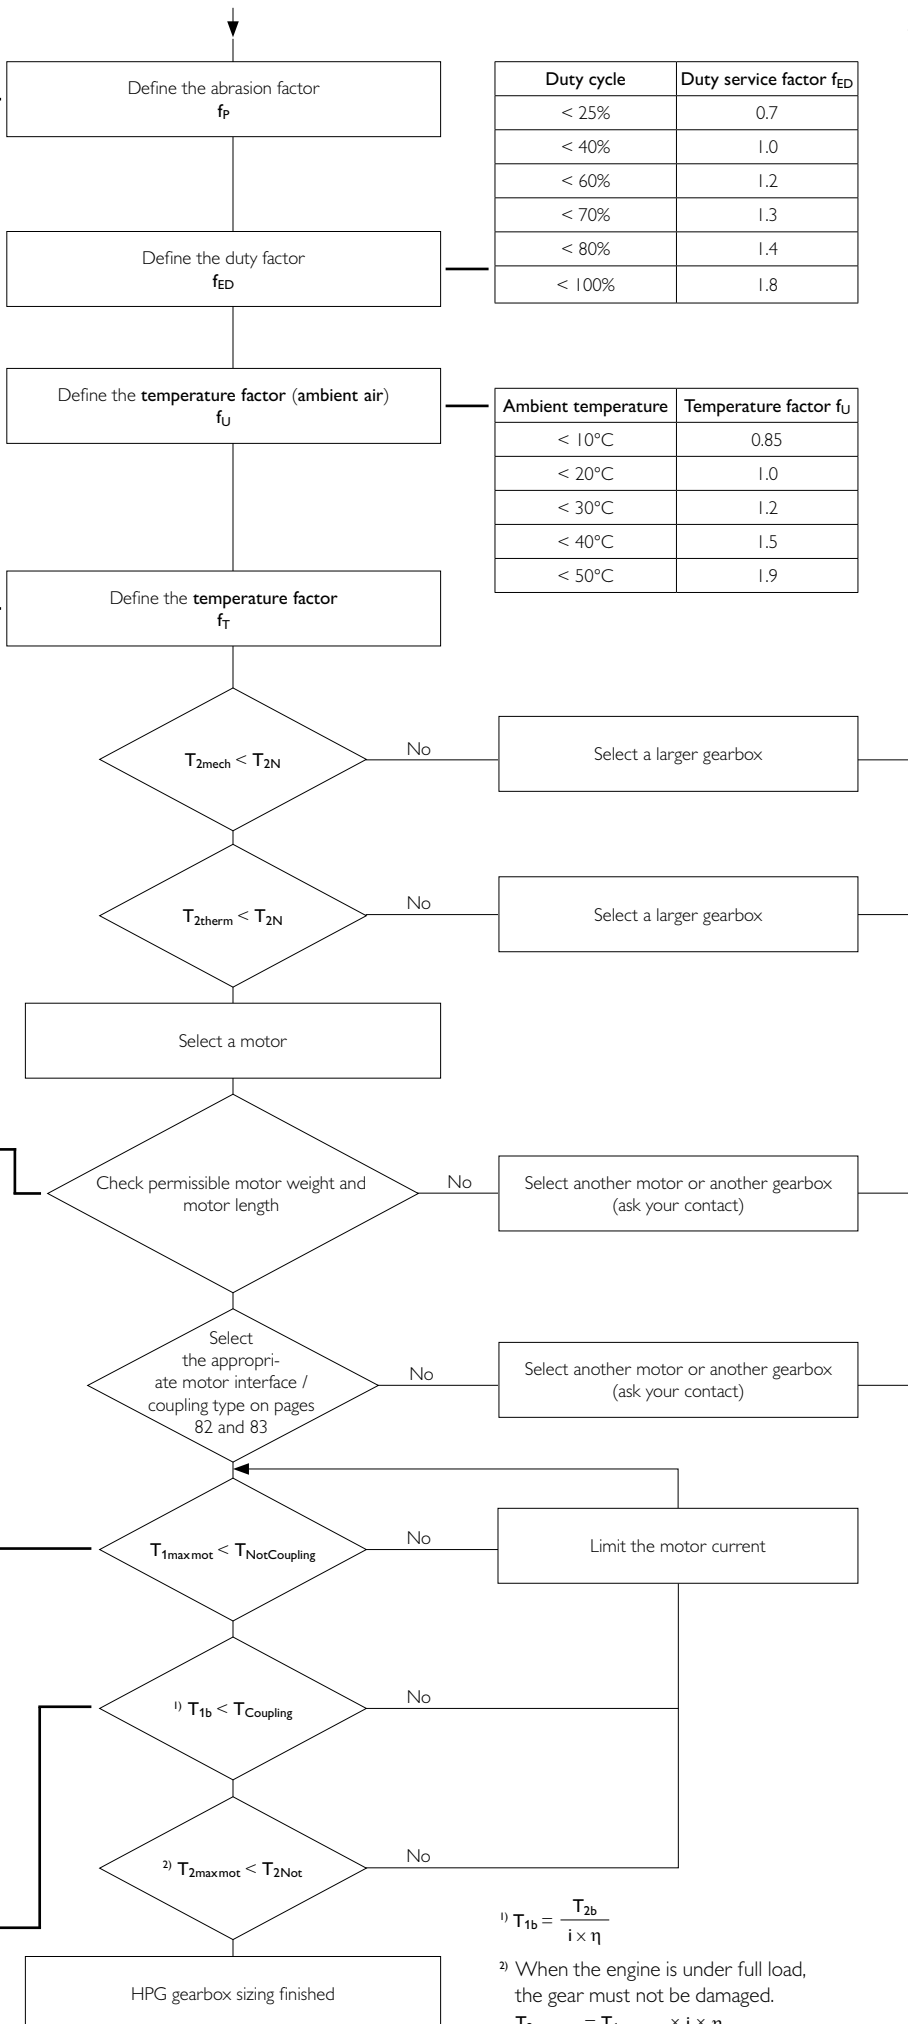 Define the abrasion factor
fP
Duty cycle Duty service factor fED
< 25% 0.7
< 40% 1.0
< 60% 1.2
< 70% 1.3
< 80% 1.4
< 100% 1.8
Define the duty factor
fED
Define the temperature factor (ambient air)
fU
Ambient temperature Temperature factor fU
< 10°C 0.85
< 20°C 1.0
< 30°C 1.2
< 40°C 1.5
< 50°C 1.9
Define the temperature factor
fT
T2mech < T2N
No
Select a larger gearbox
T2therm < T2N
No
Select a larger gearbox
Select a motor
Check permissible motor weight and
motor length
No
Select another motor or another gearbox
(ask your contact)
Select
the appropri-
ate motor interface /
coupling type on pages
82 and 83
No
Select another motor or another gearbox
(ask your contact)
T1maxmot < TNotCoupling
No
Limit the motor current
1) T1b < TCoupling
No
2) T2maxmot < T2Not
No
1) T1b = T2b
i × η
2) When the engine is under full load,
the gear must not be damaged.
HPG gearbox sizing finished
× i × η